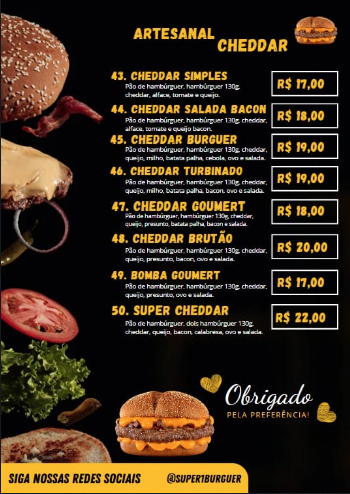 ARTESANAL
CHEDDAR
43. CHEDDAR SIMPLES
R$ 17,00
Pão de hambúrguer, hambúrguer 130g,
cheddar, alface, tomate e queijo.
44. CHEDDAR SALADA BACON
R$ 18,00
Pão de hambúrguer, hambúrguer 130g, cheddar,
alface, tomate e queijo bacon.
45. CHEDDAR BURGUER
R$ 19,00
Pão de hambúrguer, hambúrguer 130g, cheddar,
queijo, milho, batata palha, cebola, ovo e salada.
46. CHEDDAR TURBINADO
R$ 19,00
Pão de hambúrguer, hambúrguer 130g, cheddar,
queijo, milho, batata palha, bacon, ovo e salada.
47. CHEDDAR GOUMERT
R$ 18,00
Pão de hambúrguer, hambúrguer 130g, cheddar,
queijo, presunto, batata palha, bacon e salada.
48. CHEDDAR BRUTÃO
R$ 20,00
Pão de hambúrguer, hambúrguer 130g, cheddar,
queijo, presunto, bacon, ovo e salada.
49. BOMBA GOUMERT
R$ 17,00
Pão de hambúrguer, hambúrguer 130g, cheddar,
queijo, presunto, ovo e salada.
50. SUPER CHEDDAR
R$ 22,00
Pão de hambúrguer, dois hambúrguer 130g,
cheddar, queijo, bacon, calabresa, ovo e salada.
Obrigado
PELA PREFERÊNCIA!
SIGA NOSSAS REDES SOCIAIS
@SUPER1BURGUER